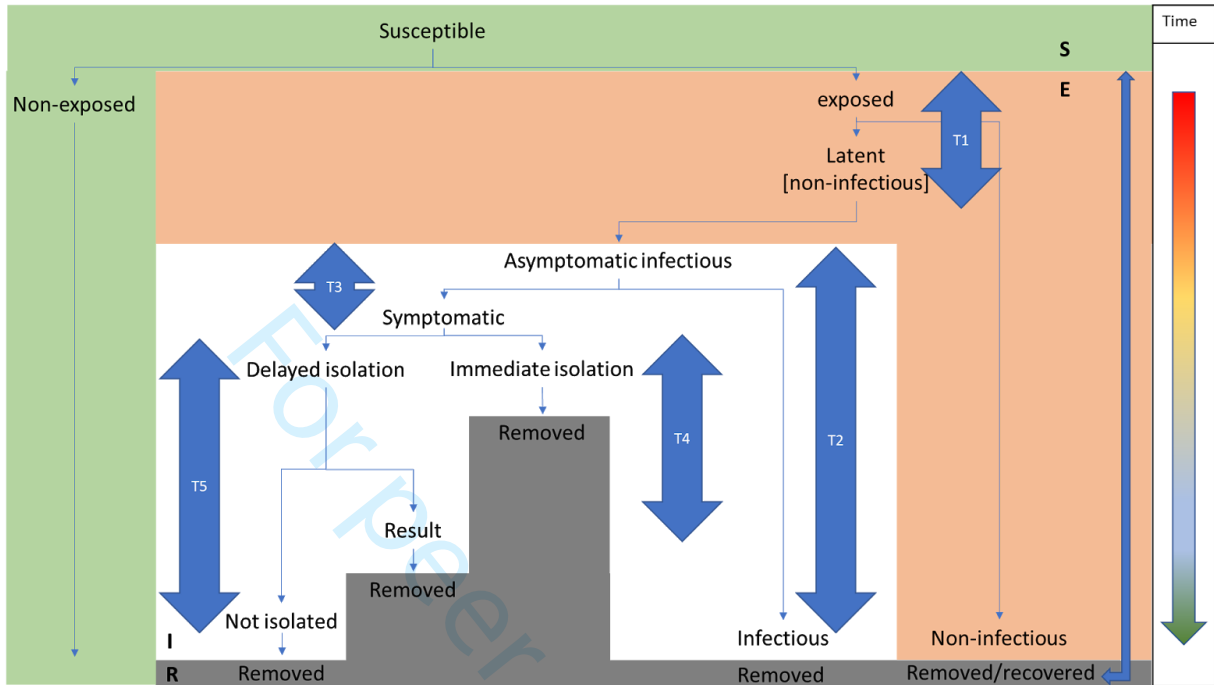 Time
Susceptible
S
Non-exposed
exposed
E
T1
Latent
[non-infectious]
Asymptomatic infectious
T3
Symptomatic
Delayed isolation
Immediate isolation
Removed
T4
T2
T5
Result
Removed
Not isolated
I
Infectious
Non-infectious
R
Removed
Removed
Removed/recovered
For peer